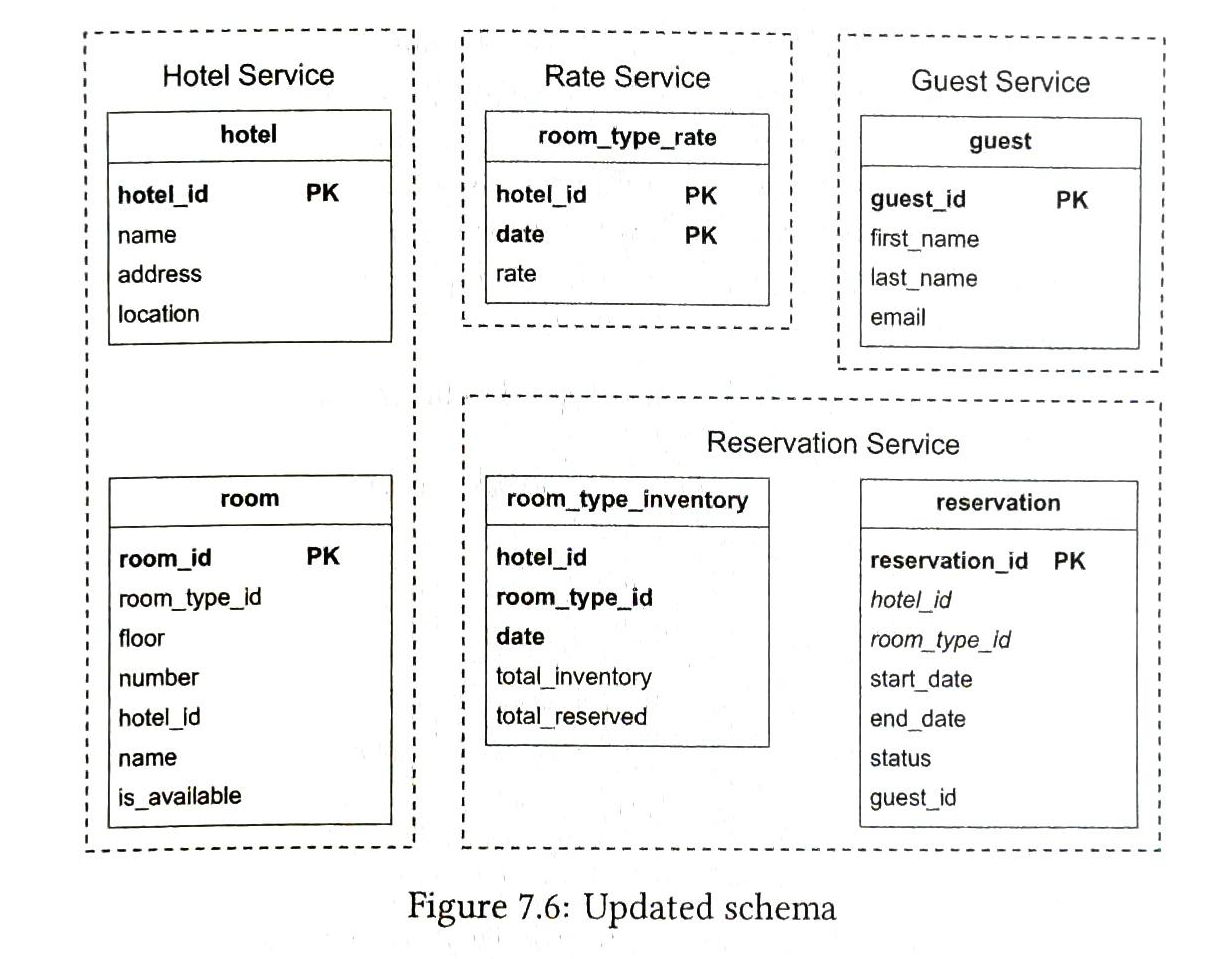 Hotel Service
hotel
hotel_id PK
name
address
location
room
room_id PK
room_type_id
floor
number
hotel_id
name
is_available
Rate Service
room_type_rate
hotel_id PK
date PK
rate
Guest Service
guest
guest_id PK
first_name
last_name
email
Reservation Service
room_type_inventory
hotel_id
room_type_id
date
total_inventory
total_reserved
reservation
reservation_id PK
hotel_id
room_type_id
start_date
end_date
status
guest_id
Figure 7.6: Updated schema